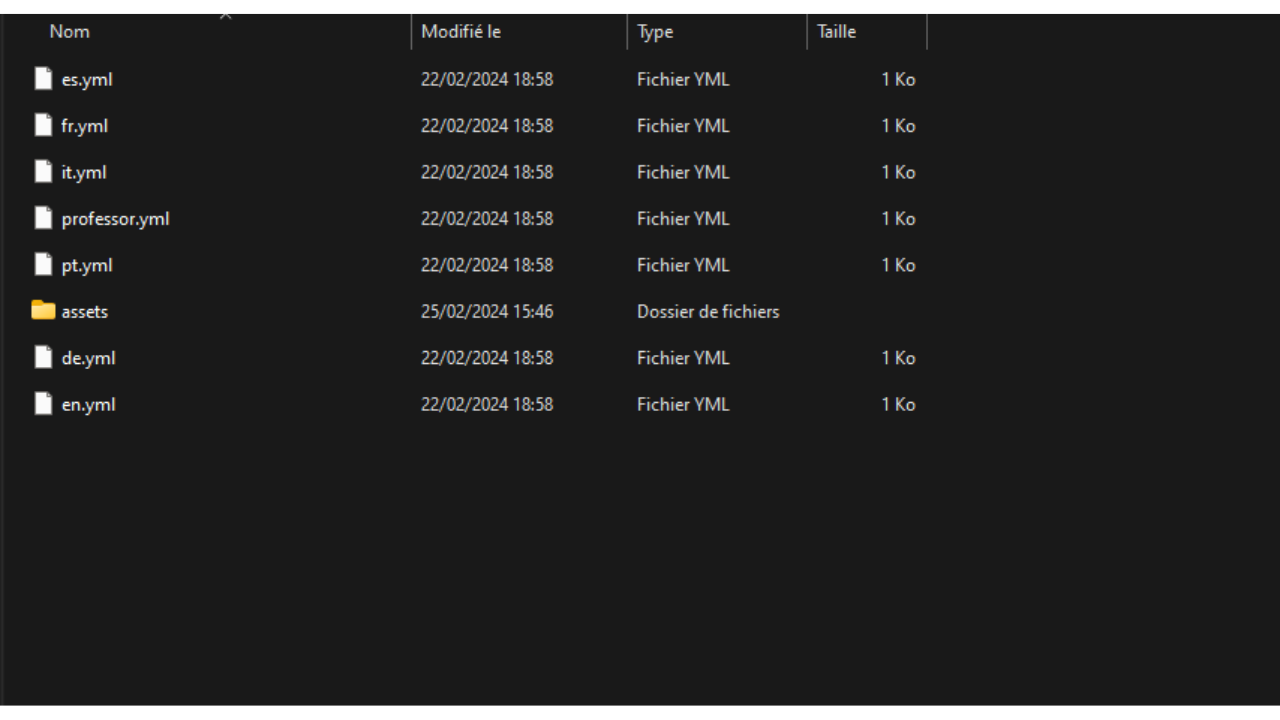 Nom Modifié le Type Taille
es.yml 22/02/2024 18:58 Fichier YML 1 Ko
fr.yml 22/02/2024 18:58 Fichier YML 1 Ko
it.yml 22/02/2024 18:58 Fichier YML 1 Ko
professor.yml 22/02/2024 18:58 Fichier YML 1 Ko
pt.yml 22/02/2024 18:58 Fichier YML 1 Ko
assets 25/02/2024 15:46 Dossier de fichiers
de.yml 22/02/2024 18:58 Fichier YML 1 Ko
en.yml 22/02/2024 18:58 Fichier YML 1 Ko